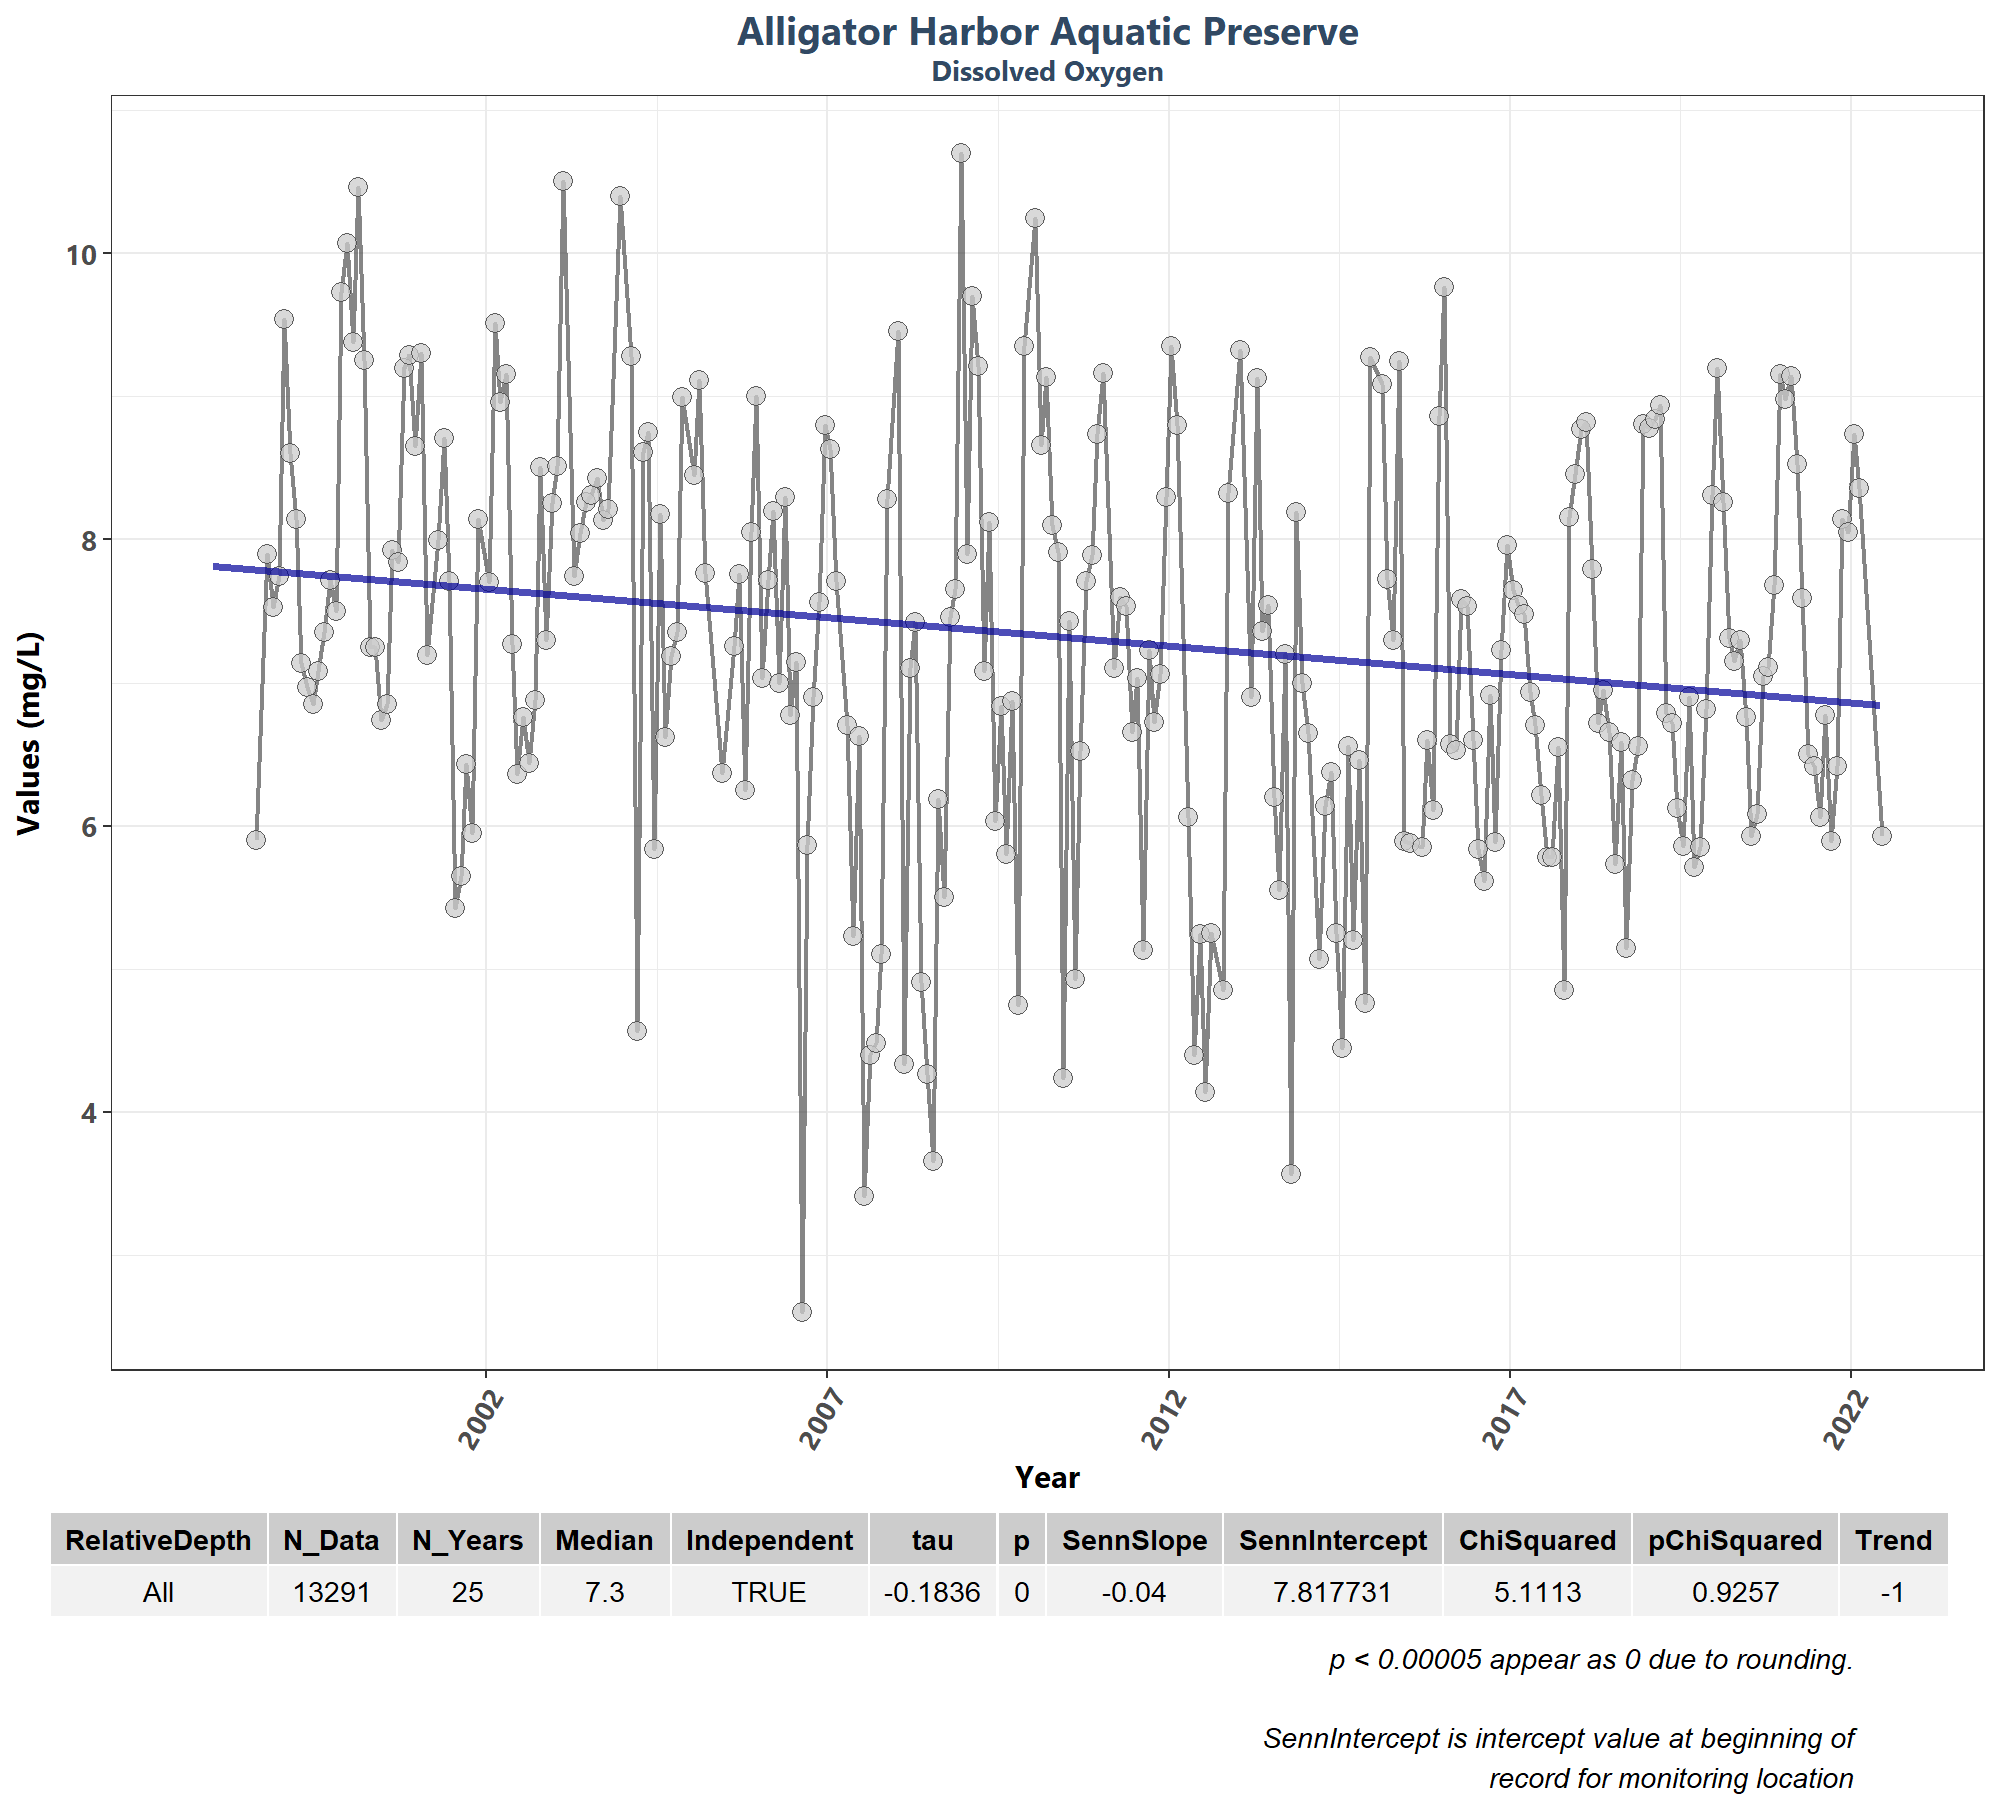 Alligator Harbor Aquatic Preserve
Dissolved Oxygen
Values (mg/L)
10
8
6
4
2002
2007
2012
2017
2022
Year
RelativeDepth N_Data N_Years Median Independent tau p SennSlope SennIntercept ChiSquared pChiSquared Trend
All 13291 25 7.3 TRUE -0.1836 0 -0.04 7.817731 5.1113 0.9257 -1
p < 0.00005 appear as 0 due to rounding.
SennIntercept is intercept value at beginning of
record for monitoring location